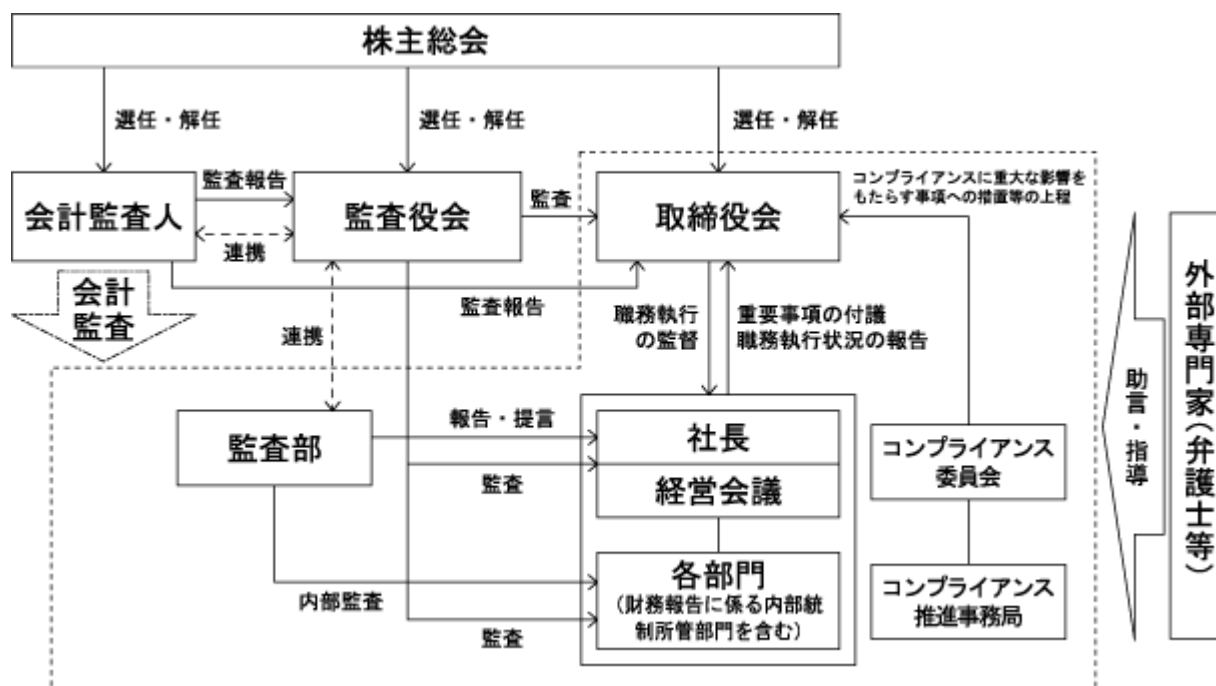 株主総会
選任・解任
選任・解任
選任・解任
会計監査人
監査報告
監査役会
監査
取締役会
コンプライアンスに重大な影響を
もたらす事項への措置等の上程
連携
会計
監査
監査報告
連携
職務執行
の監督
重要事項の付議
職務執行状況の報告
外部専門家(弁護士等)
助言・指導
監査部
報告・提言
監査
社長
経営会議
コンプライアンス
委員会
内部監査
監査
各部門
(財務報告に係る内部統
制所管部門を含む)
コンプライアンス
推進事務局